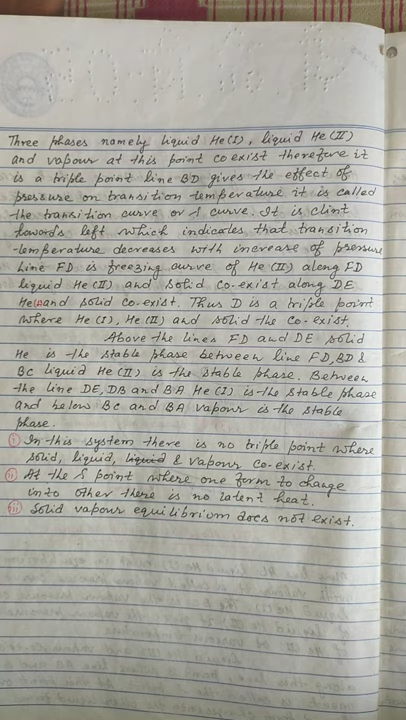 Three phases namely liquid He(I), liquid He(II)
and vapour at this point co exist therefore it
is a triple point line BD gives the effect of
pressure on transition temperature it is called
the transition curve or λ curve. It is clint
towards left which indicates that transition
temperature decreases with increase of pressure
Line FD is freezing curve of He(II) along FD
liquid He(II) and solid co-exist along DE
He(I) and solid co-exist. Thus D is a triple point
where He(I), He(II) and solid the co-exist.
Above the lines FD and DE solid
He is the stable phase between line FD, BD &
BC liquid He(II) is the stable phase. Between
the line DE, DB and BA He(I) is the stable phase
and below BC and BA vapour is the stable
phase.
(i) In this system there is no triple point where
solid, liquid, liquid & vapour co-exist.
(ii) At the λ point where one form to change
into other there is no latent heat.
(iii) Solid vapour equilibrium does not exist.